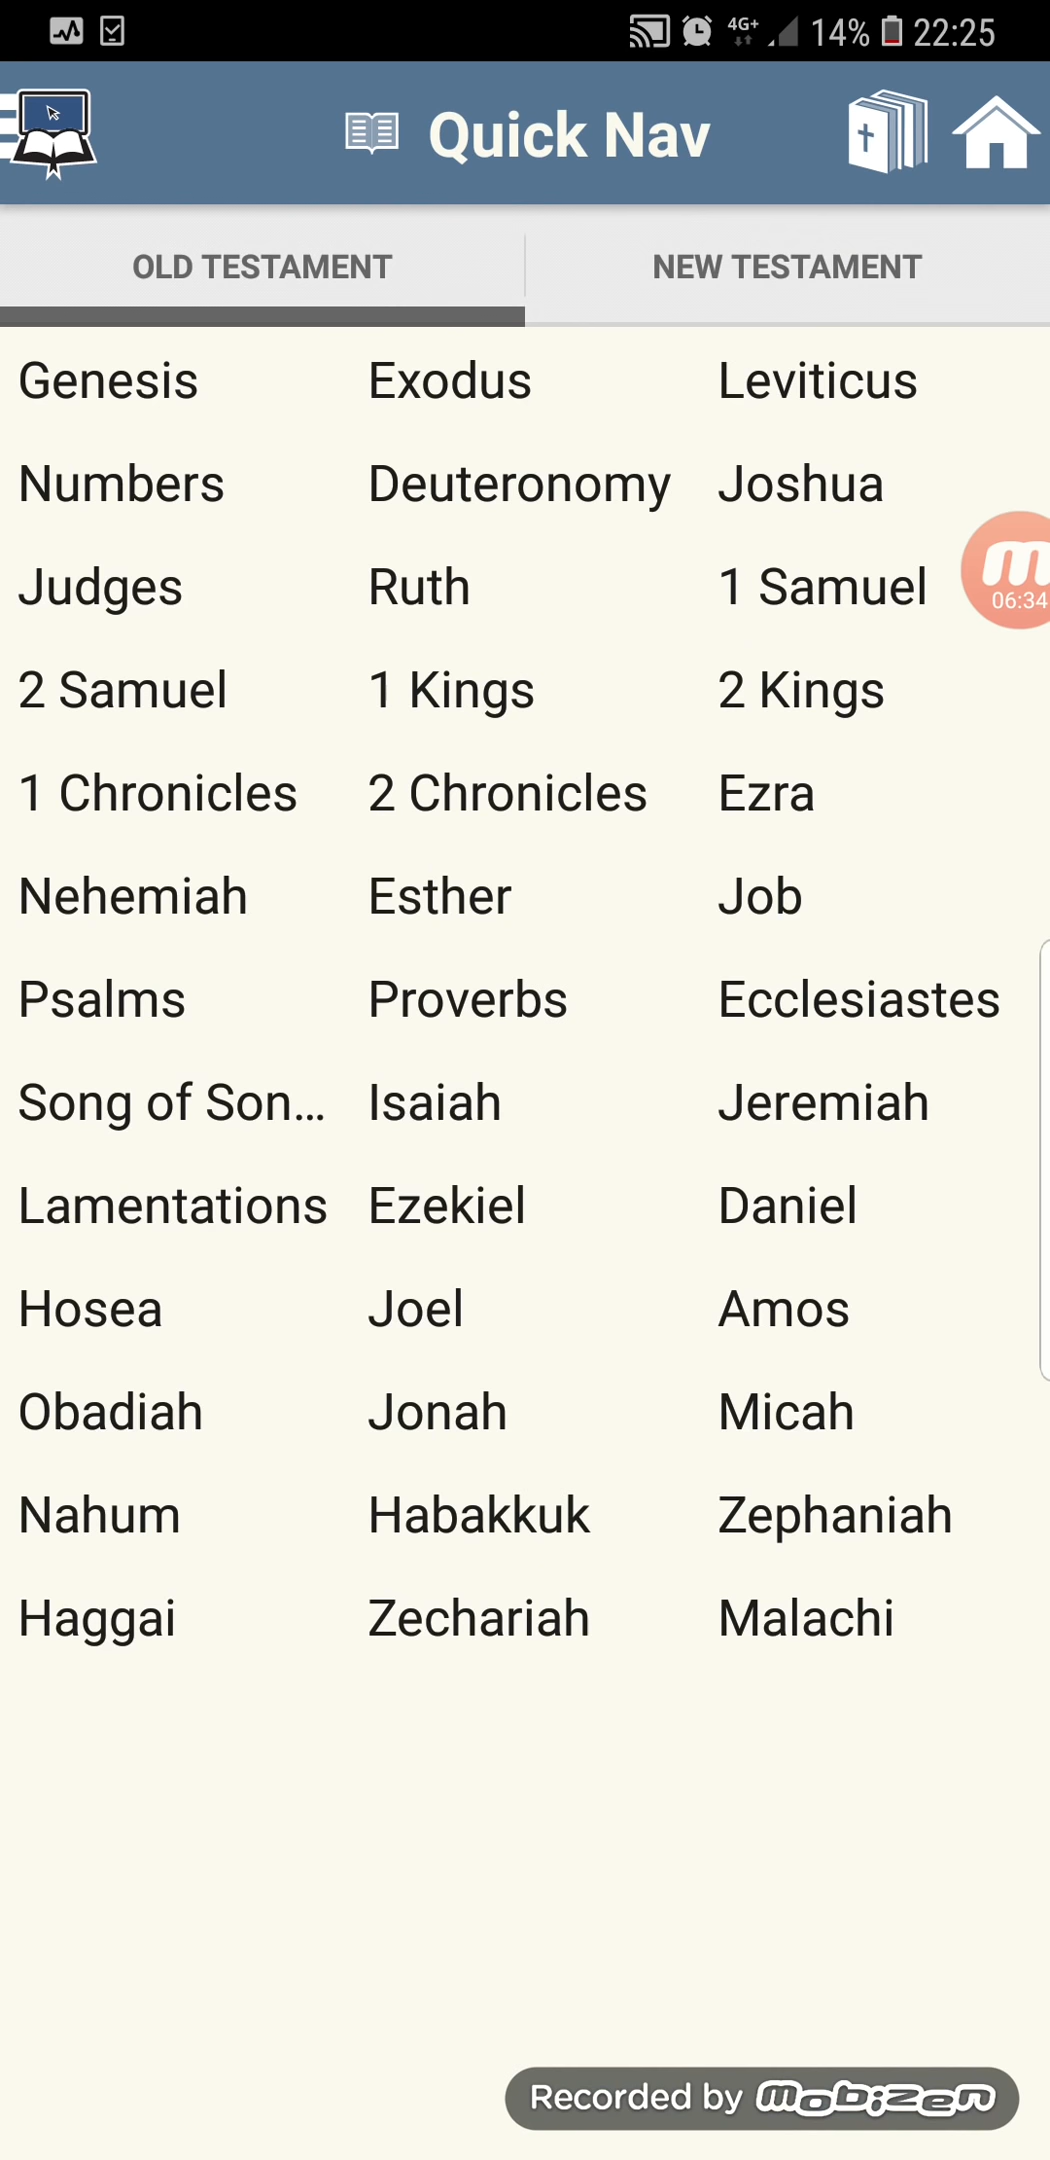 4G+ 14% 22:25
Quick Nav
OLD TESTAMENT NEW TESTAMENT
Genesis Exodus Leviticus
Numbers Deuteronomy Joshua
Judges Ruth 1 Samuel
m
06:34
2 Samuel 1 Kings 2 Kings
1 Chronicles 2 Chronicles Ezra
Nehemiah Esther Job
Psalms Proverbs Ecclesiastes
Song of Son... Isaiah Jeremiah
Lamentations Ezekiel Daniel
Hosea Joel Amos
Obadiah Jonah Micah
Nahum Habakkuk Zephaniah
Haggai Zechariah Malachi
Recorded by mobizen